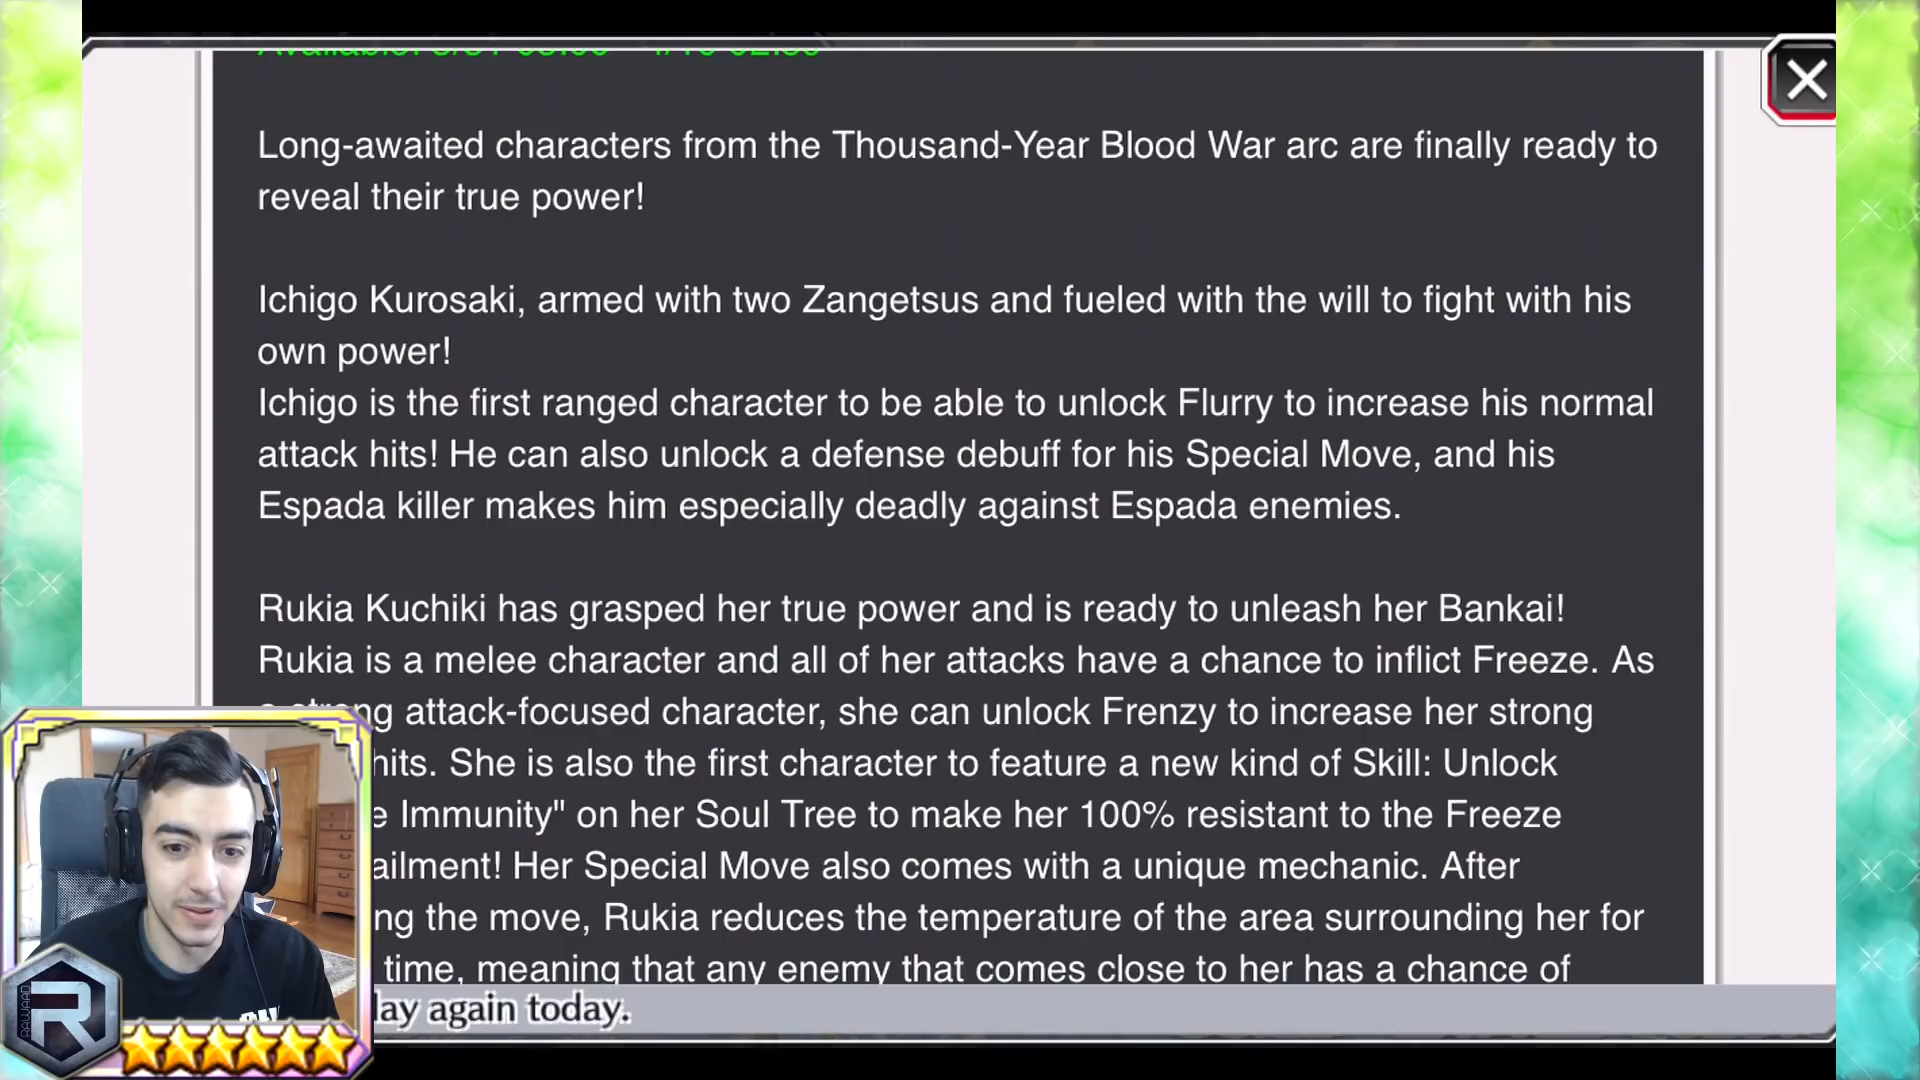 Long-awaited characters from the Thousand-Year Blood War arc are finally ready to
reveal their true power!
Ichigo Kurosaki, armed with two Zangetsus and fueled with the will to fight with his
own power!
Ichigo is the first ranged character to be able to unlock Flurry to increase his normal
attack hits! He can also unlock a defense debuff for his Special Move, and his
Espada killer makes him especially deadly against Espada enemies.
Rukia Kuchiki has grasped her true power and is ready to unleash her Bankai!
Rukia is a melee character and all of her attacks have a chance to inflict Freeze. As
attack-focused character, she can unlock Frenzy to increase her strong
hits. She is also the first character to feature a new kind of Skill: Unlock
Immunity" on her Soul Tree to make her 100% resistant to the Freeze
ailment! Her Special Move also comes with a unique mechanic. After
the move, Rukia reduces the temperature of the area surrounding her for
time, meaning that any enemy that comes close to her has a chance of
again today.
R